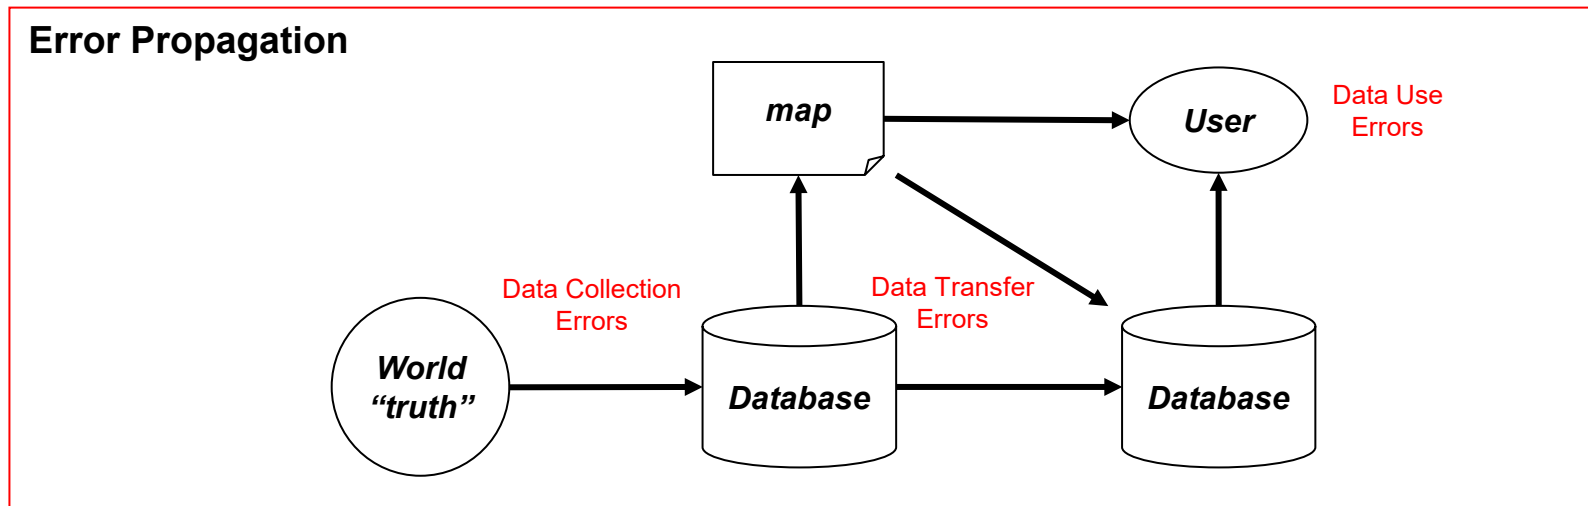 Error Propagation
map
User
Data Use
Errors
Data Collection
Errors
Data Transfer
Errors
World
“truth”
Database
Database